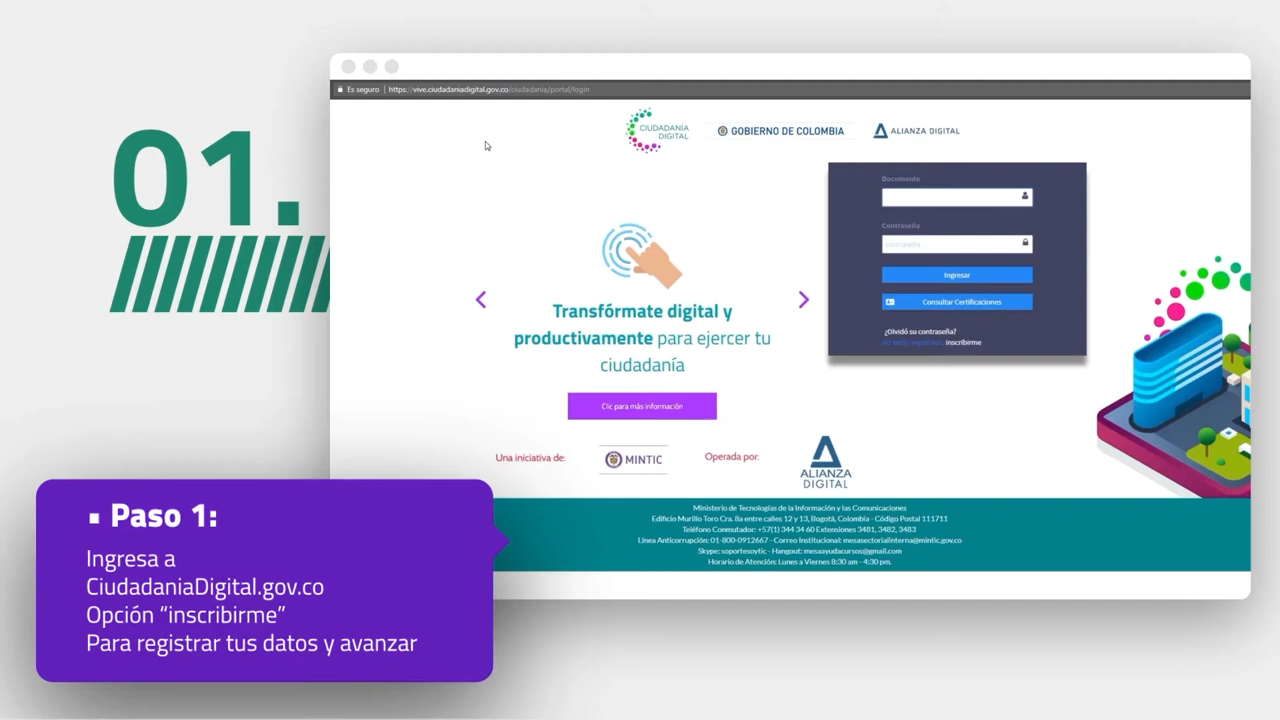 01.
Es seguro | https://vive.ciudadaniadigital.gov.co/ciudadania/portal/login
CIUDADANÍA
DIGITAL
GOBIERNO DE COLOMBIA
ALIANZA DIGITAL
Documento
Contraseña
contraseña
Ingresar
Consultar Certificaciones
¿Olvidó su contraseña?
No estoy registrado, inscribirme
Transfórmate digital y
productivamente para ejercer tu
ciudadanía
Clic para más información
Una iniciativa de:
MINTIC
Operada por:
ALIANZA
DIGITAL
Ministerio de Tecnologías de la Información y las Comunicaciones
Edificio Murillo Toro Cra. 8a entre calles 12 y 13, Bogotá, Colombia - Código Postal 111711
Teléfono Conmutador: +57(1) 344 34 60 Extensiones 3481, 3482, 3483
Línea Anticorrupción: 01-800-0912667 - Correo Institucional: mesasectorialinterna@mintic.gov.co
Skype: soportesoytic - Hangout: mesaayudacursos@gmail.com
Horario de Atención: Lunes a Viernes 8:30 am - 4:30 pm.
▪ Paso 1:
Ingresa a
CiudadaniaDigital.gov.co
Opción “inscribirme”
Para registrar tus datos y avanzar